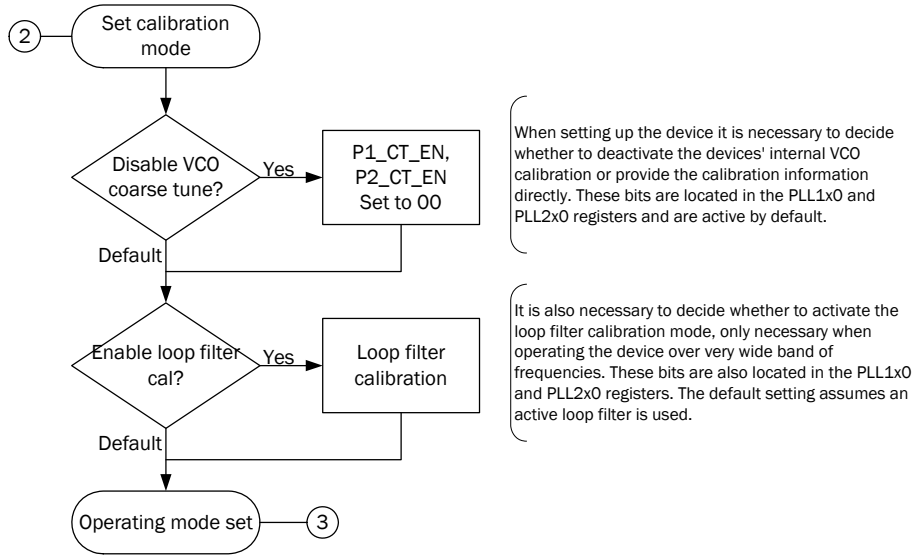 2
Set calibration
mode
Disable VCO
coarse tune?
Yes
P1_CT_EN,
P2_CT_EN
Set to 00
When setting up the device it is necessary to decide
whether to deactivate the devices' internal VCO
calibration or provide the calibration information
directly. These bits are located in the PLL1x0 and
PLL2x0 registers and are active by default.
Default
Enable loop filter
cal?
Yes
Loop filter
calibration
It is also necessary to decide whether to activate the
loop filter calibration mode, only necessary when
operating the device over very wide band of
frequencies. These bits are also located in the PLL1x0
and PLL2x0 registers. The default setting assumes an
active loop filter is used.
Default
Operating mode set
3